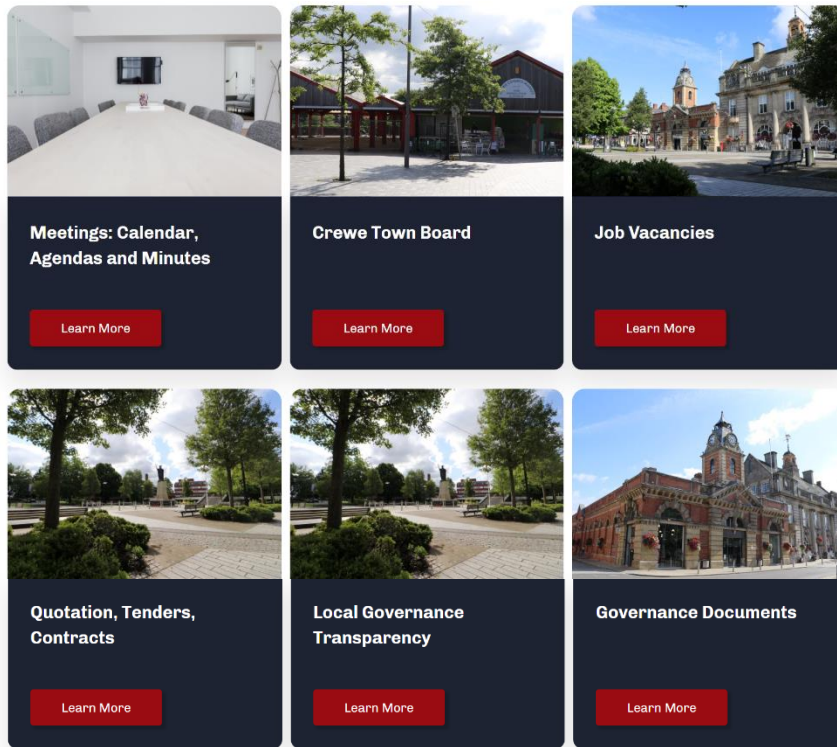 Meetings: Calendar,
Agendas and Minutes
Learn More
Crewe Town Board
Learn More
Job Vacancies
Learn More
Quotation, Tenders,
Contracts
Learn More
Local Governance
Transparency
Learn More
Governance Documents
Learn More